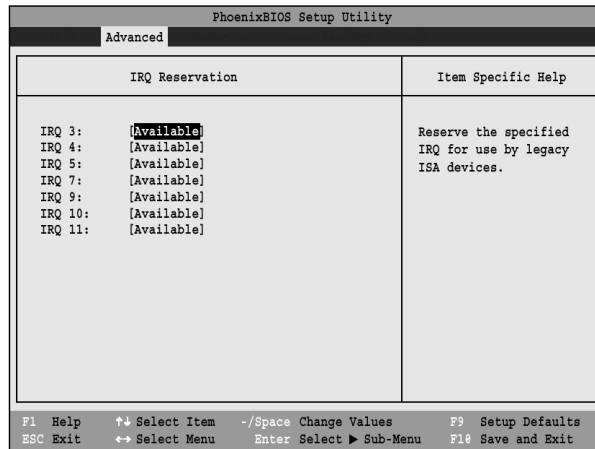 PhoenixBIOS Setup Utility
Advanced
IRQ Reservation
Item Specific Help
IRQ 3: [Available]
IRQ 4: [Available]
IRQ 5: [Available]
IRQ 7: [Available]
IRQ 9: [Available]
IRQ 10: [Available]
IRQ 11: [Available]
Reserve the specified
IRQ for use by legacy
ISA devices.
F1 Help ↑↓ Select Item -/Space Change Values F9 Setup Defaults
ESC Exit ↔ Select Menu Enter Select ▶ Sub-Menu F10 Save and Exit